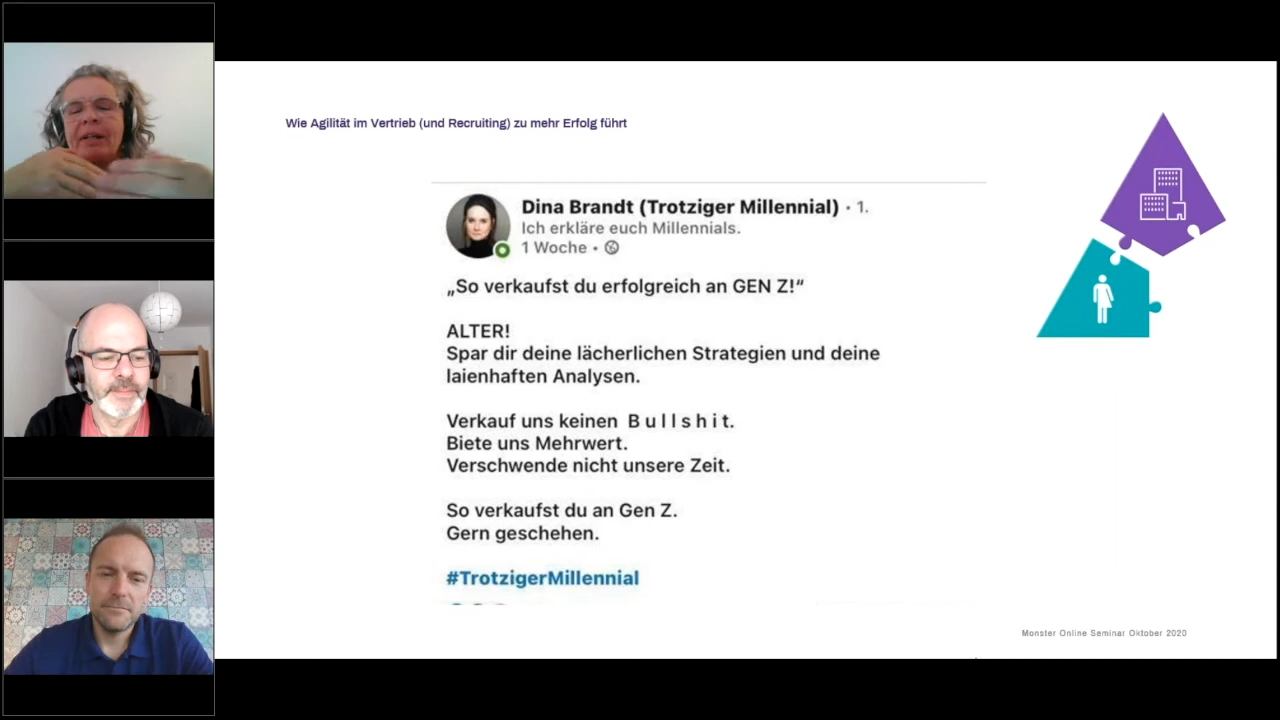 Wie Agilität im Vertrieb (und Recruiting) zu mehr Erfolg führt
Dina Brandt (Trotziger Millennial) • 1.
Ich erkläre euch Millennials.
1 Woche •
„So verkaufst du erfolgreich an GEN Z!“
ALTER!
Spar dir deine lächerlichen Strategien und deine
laienhaften Analysen.
Verkauf uns keinen B u l l s h i t.
Biete uns Mehrwert.
Verschwende nicht unsere Zeit.
So verkaufst du an Gen Z.
Gern geschehen.
#TrotzigerMillennial
Monster Online Seminar Oktober 2020